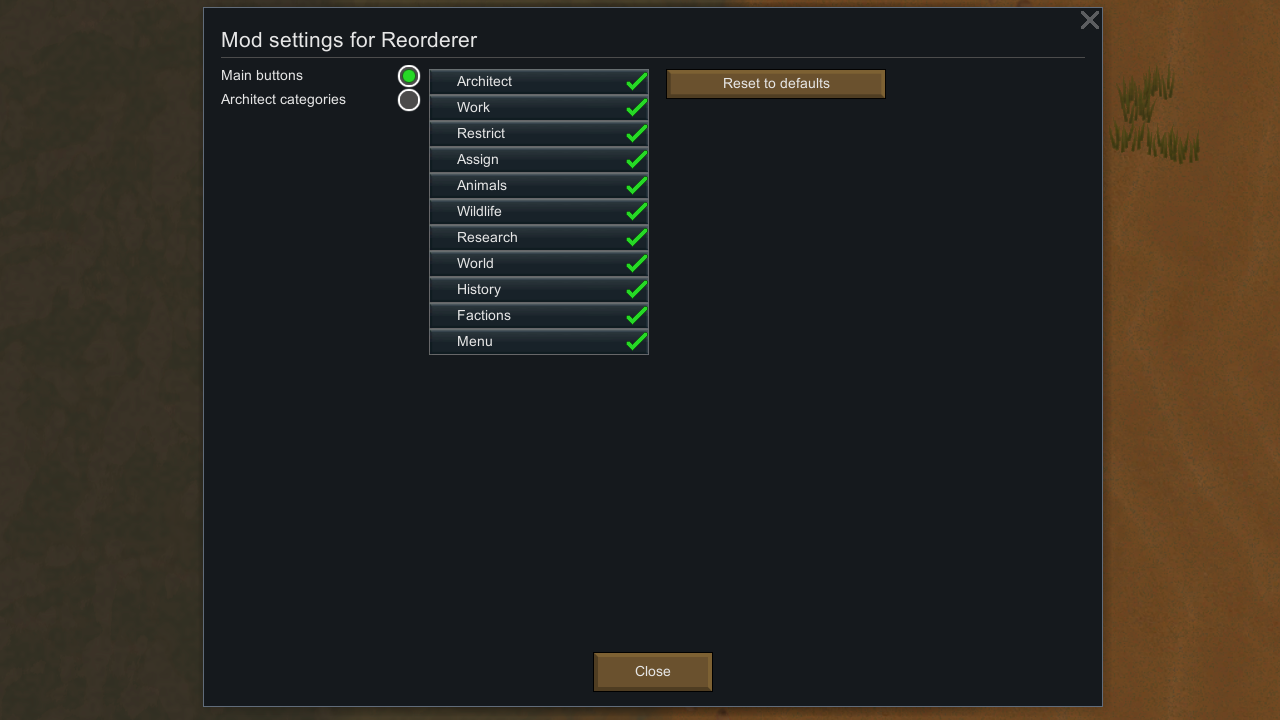 Mod settings for Reorderer
Main buttons
Architect categories
Architect
Work
Restrict
Assign
Animals
Wildlife
Research
World
History
Factions
Menu
Reset to defaults
Close